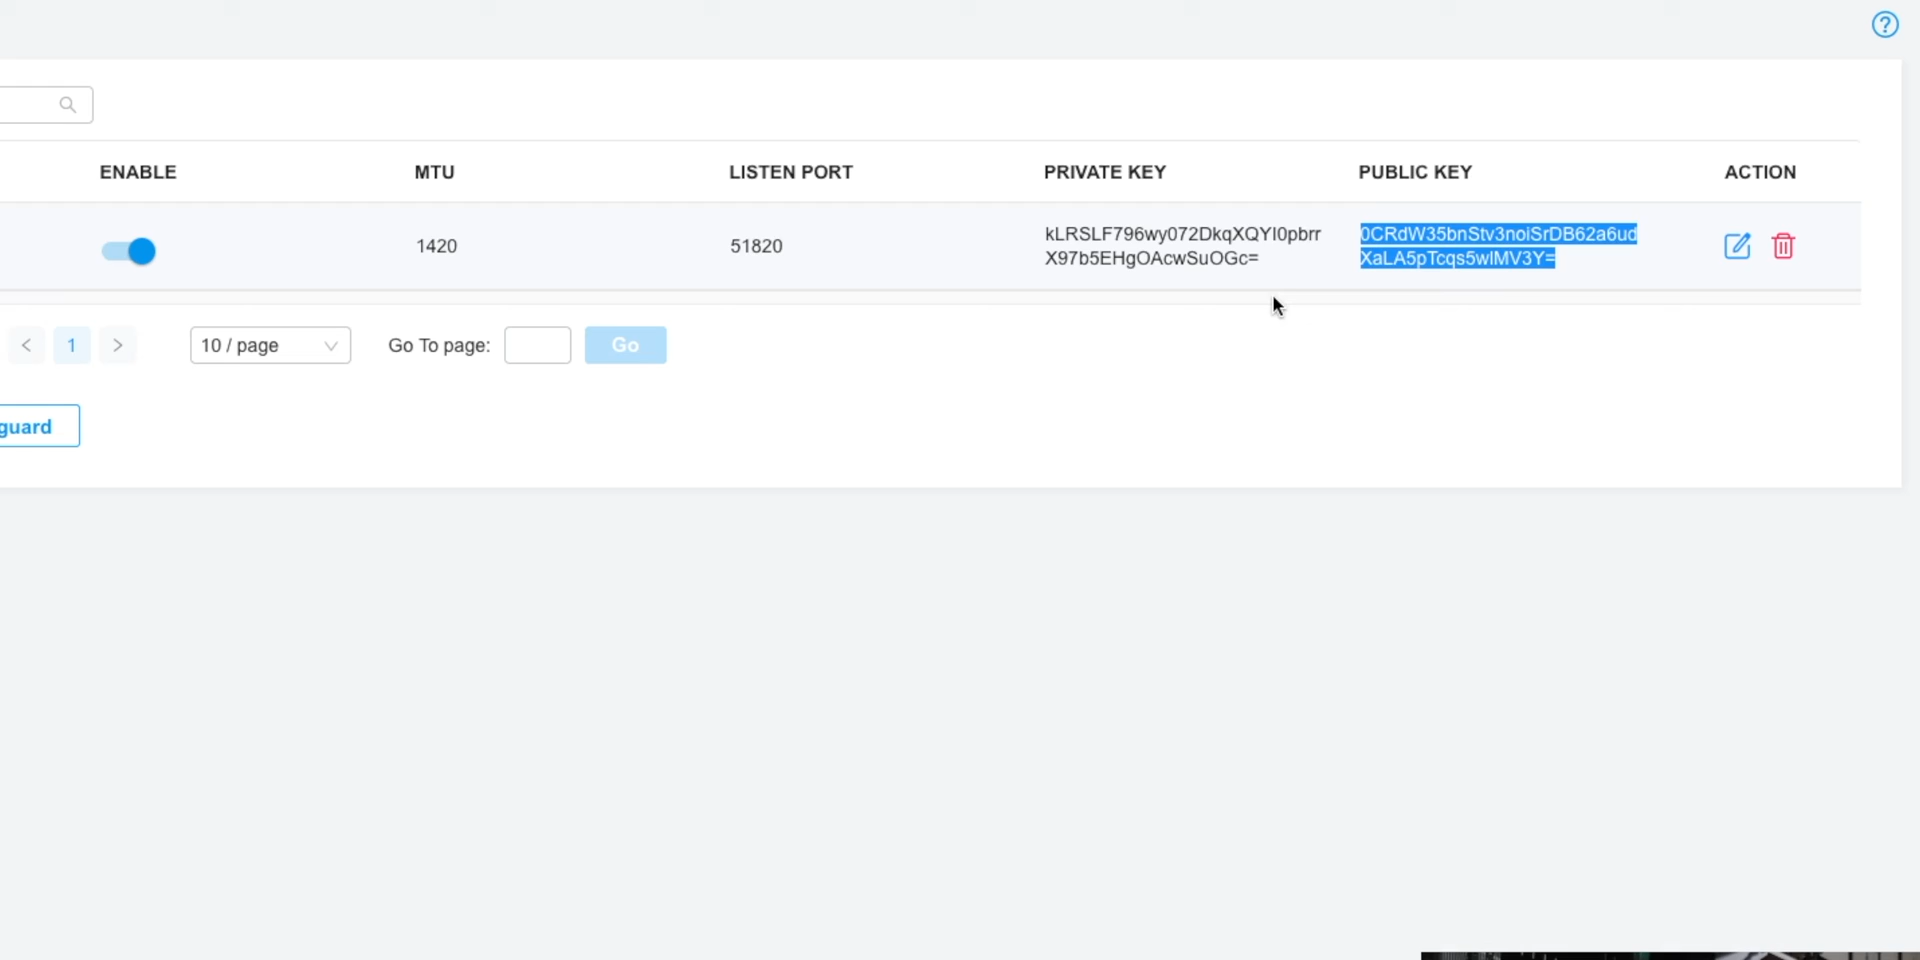 ENABLE MTU LISTEN PORT PRIVATE KEY PUBLIC KEY ACTION
1420 51820
kLRSLF796wy072DkqXQYI0pbrr 0CRdW35bnStv3noiSrDB62a6ud
X97b5EHgOAcwSuOGc= XaLA5pTcqs5wlMV3Y=
< 1 > 10 / page Go To page: Go
guard